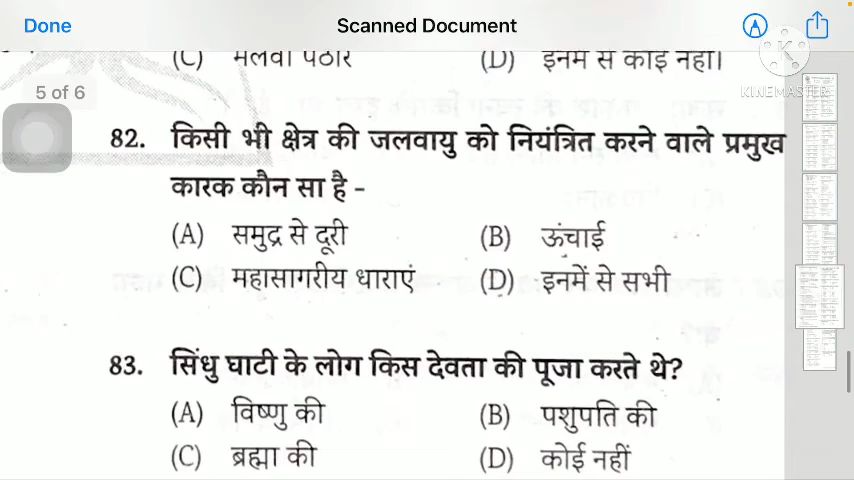 Done
Scanned Document
KINEMASTER
5 of 6
(C) मलवा पठार (D) इनमें से कोई नहीं।
82. किसी भी क्षेत्र की जलवायु को नियंत्रित करने वाले प्रमुख
कारक कौन सा है -
(A) समुद्र से दूरी (B) ऊंचाई
(C) महासागरीय धाराएं (D) इनमें से सभी
83. सिंधु घाटी के लोग किस देवता की पूजा करते थे?
(A) विष्णु की (B) पशुपति की
(C) ब्रह्मा की (D) कोई नहीं